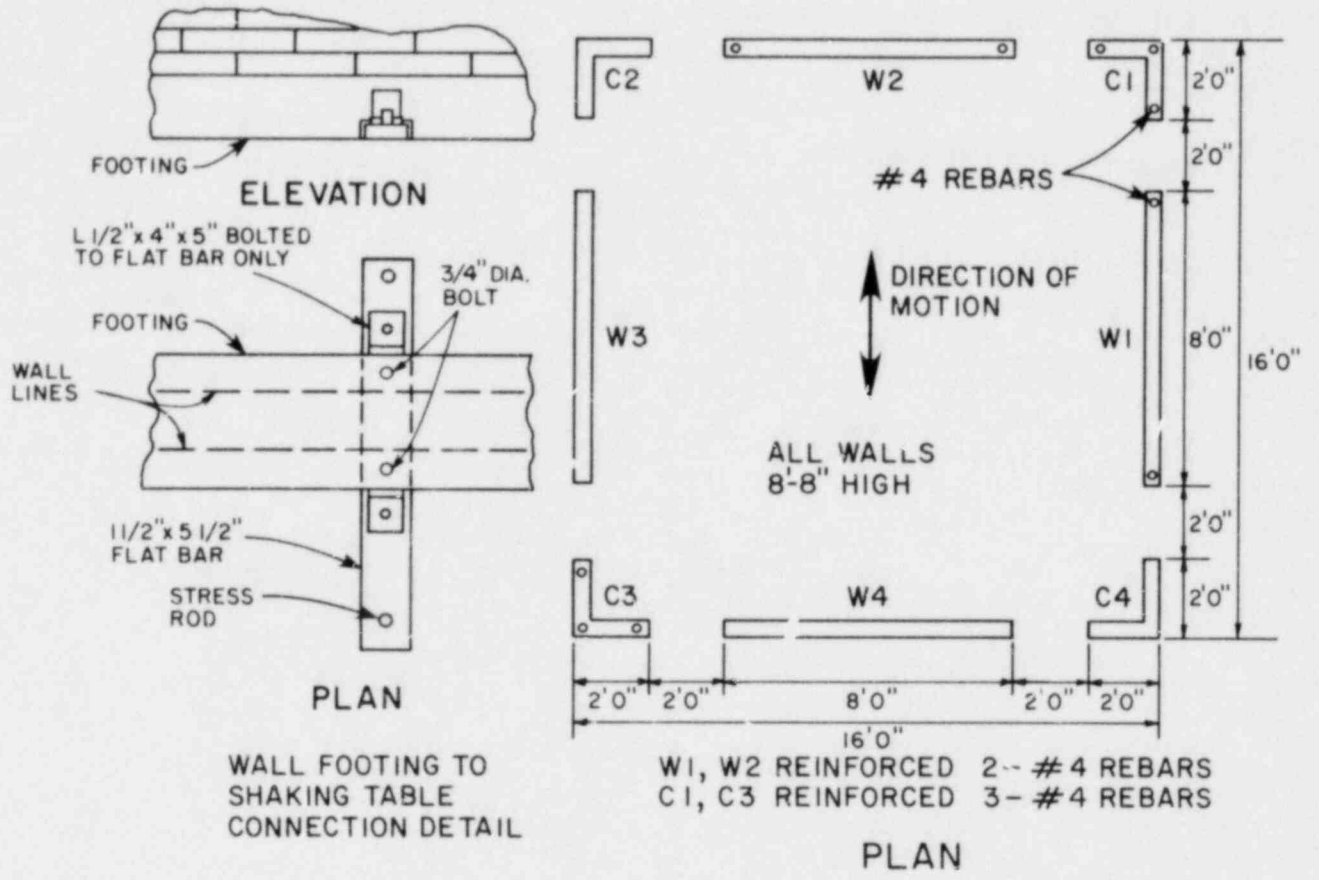 FOOTING
ELEVATION
L 1/2" x 4" x 5" BOLTED
TO FLAT BAR ONLY
3/4" DIA.
BOLT
FOOTING
WALL
LINES
1 1/2" x 5 1/2"
FLAT BAR
STRESS
ROD
PLAN
WALL FOOTING TO
SHAKING TABLE
CONNECTION DETAIL
C2
W2
C1
2'0"
2'0"
# 4 REBARS
DIRECTION OF
MOTION
W3
W1
8'0"
16'0"
ALL WALLS
8'-8" HIGH
2'0"
C3
W4
C4
2'0"
2'0"
2'0"
8'0"
2'0"
2'0"
16'0"
W1, W2 REINFORCED 2-- # 4 REBARS
C1, C3 REINFORCED 3- # 4 REBARS
PLAN